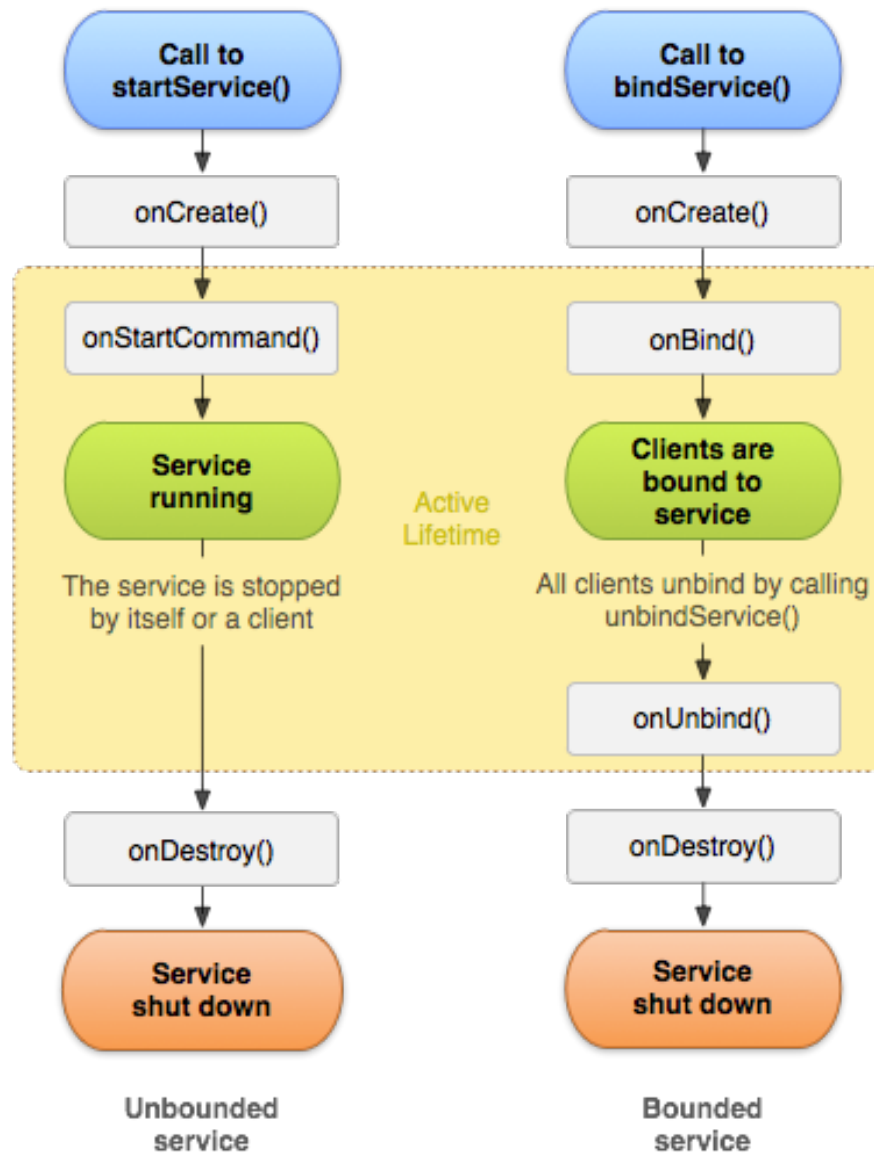 Call to
startService()
onCreate()
onStartCommand()
Service
running
The service is stopped
by itself or a client
onDestroy()
Service
shut down
Unbounded
service
Active
Lifetime
Call to
bindService()
onCreate()
onBind()
Clients are
bound to
service
All clients unbind by calling
unbindService()
onUnbind()
onDestroy()
Service
shut down
Bounded
service